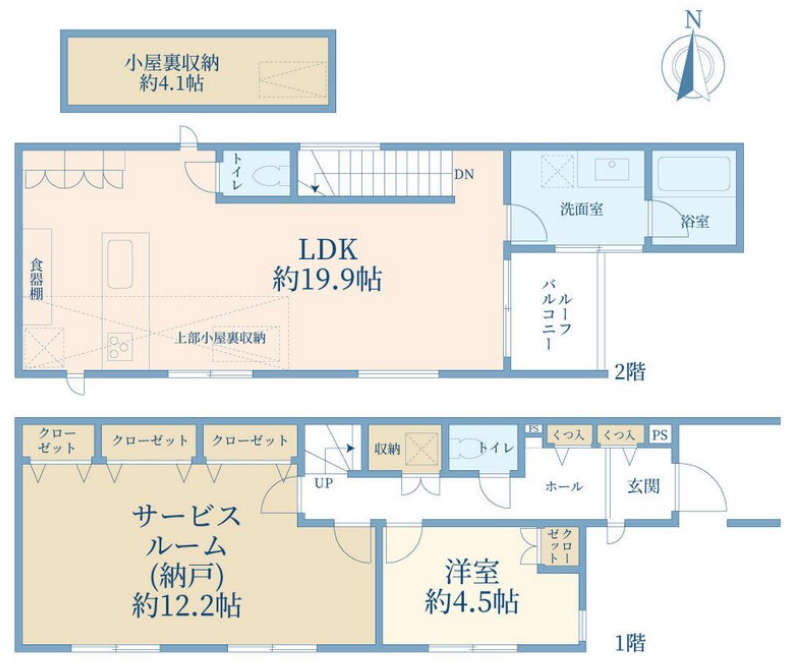 N
小屋裏収納
約4.1帖
トイレ
DN
洗面室
浴室
LDK
約19.9帖
食器棚
上部小屋裏収納
ルーフ
バルコニー
2階
クロー
ゼット
クローゼット
クローゼット
収納
トイレ
PS
くつ入
くつ入
PS
UP
ホール
玄関
サービス
ルーム
(納戸)
約12.2帖
クロー
ゼット
洋室
約4.5帖
1階